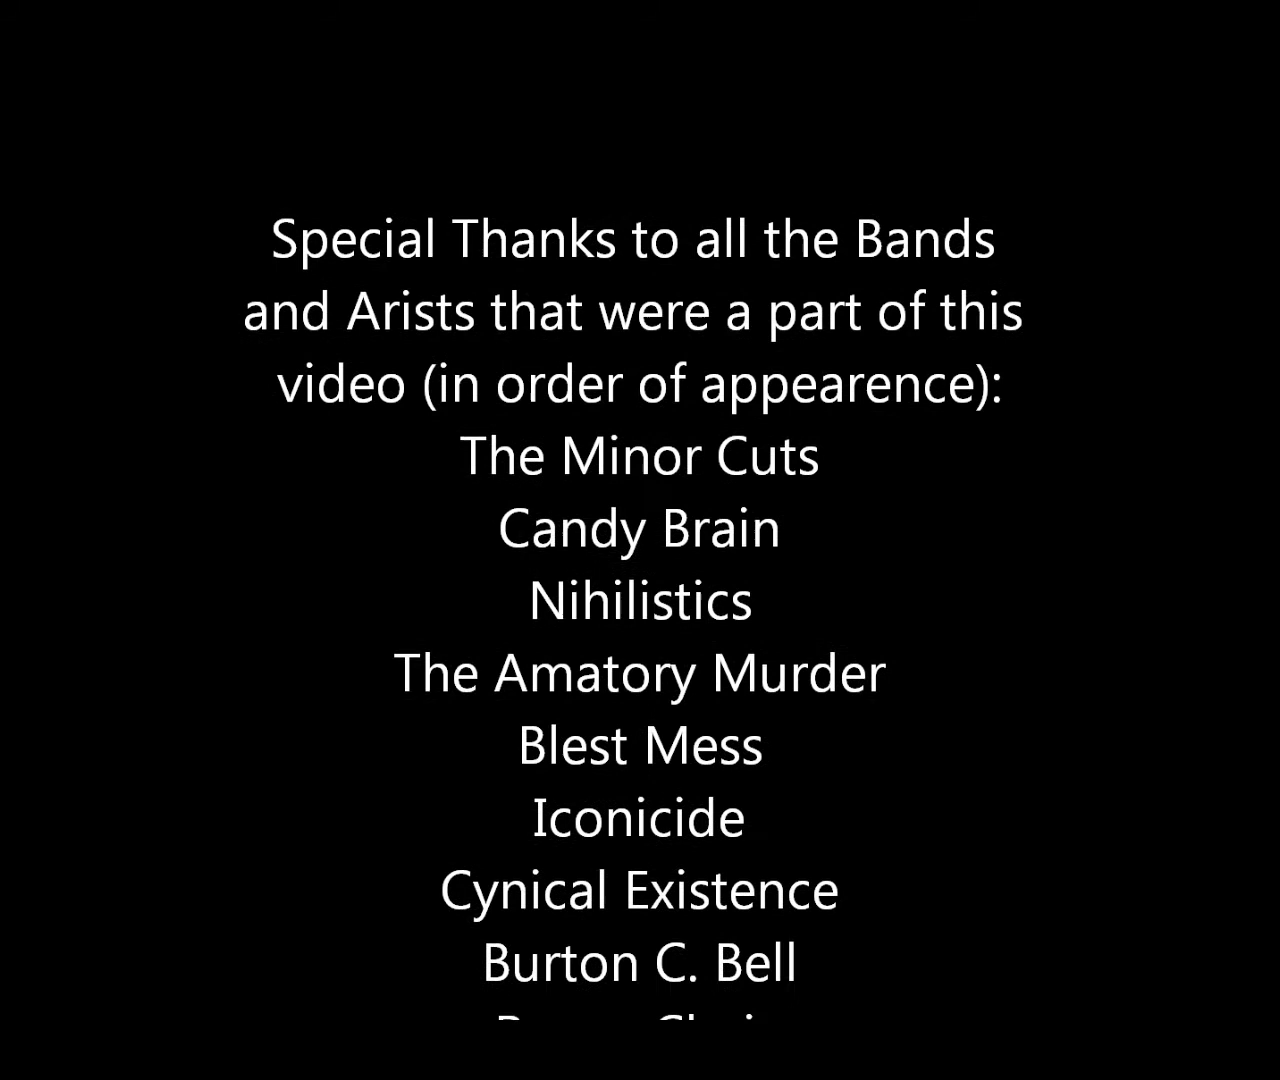 Special Thanks to all the Bands
and Arists that were a part of this
video (in order of appearence):
The Minor Cuts
Candy Brain
Nihilistics
The Amatory Murder
Blest Mess
Iconicide
Cynical Existence
Burton C. Bell